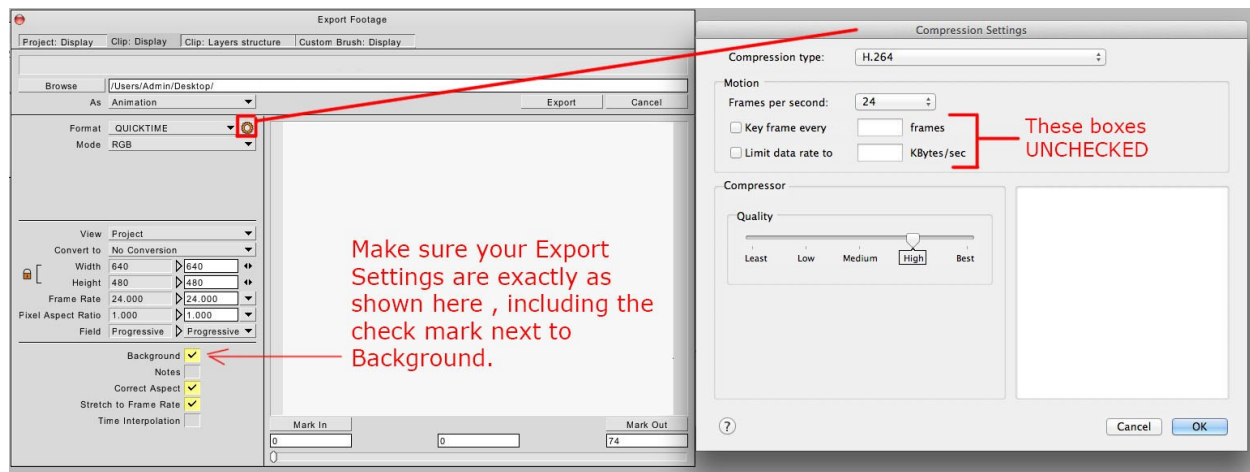 Export Footage
Project: Display Clip: Display Clip: Layers structure Custom Brush: Display
Browse /Users/Admin/Desktop/
As Animation Export Cancel
Format QUICKTIME
Mode RGB
View Project
Convert to No Conversion
Width 640 640
Height 480 480
Frame Rate 24.000 24.000
Pixel Aspect Ratio 1.000 1.000
Field Progressive Progressive
Background
Notes
Correct Aspect
Stretch to Frame Rate
Time Interpolation
Make sure your Export
Settings are exactly as
shown here , including the
check mark next to
Background.
Mark In Mark Out
0 0 74
Compression Settings
Compression type: H.264
Motion
Frames per second: 24
Key frame every frames
Limit data rate to KBytes/sec
These boxes
UNCHECKED
Compressor
Quality
Least Low Medium High Best
? Cancel OK